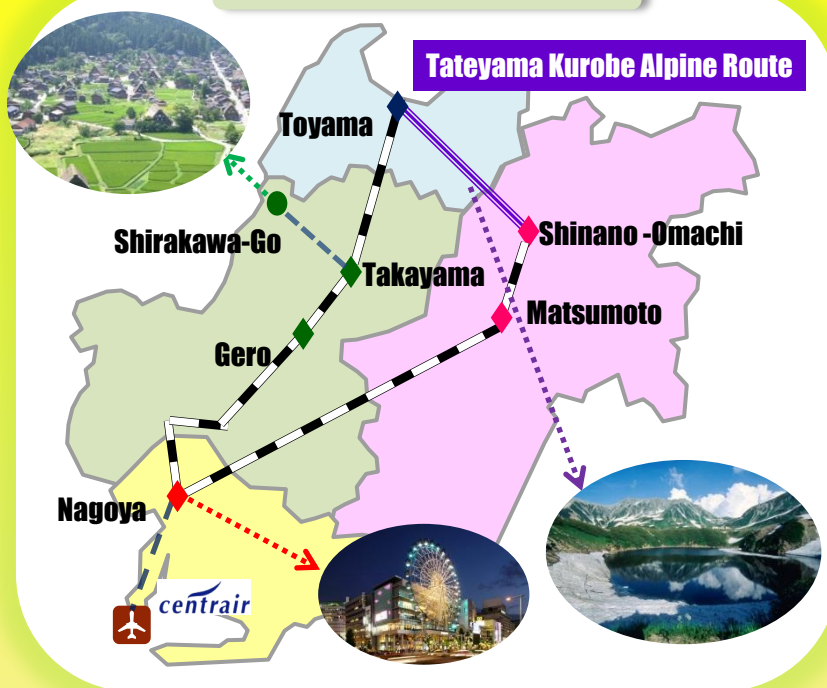 Tateyama Kurobe Alpine Route
Toyama
Shirakawa-Go
Shinano -Omachi
Takayama
Matsumoto
Gero
Nagoya
centrair